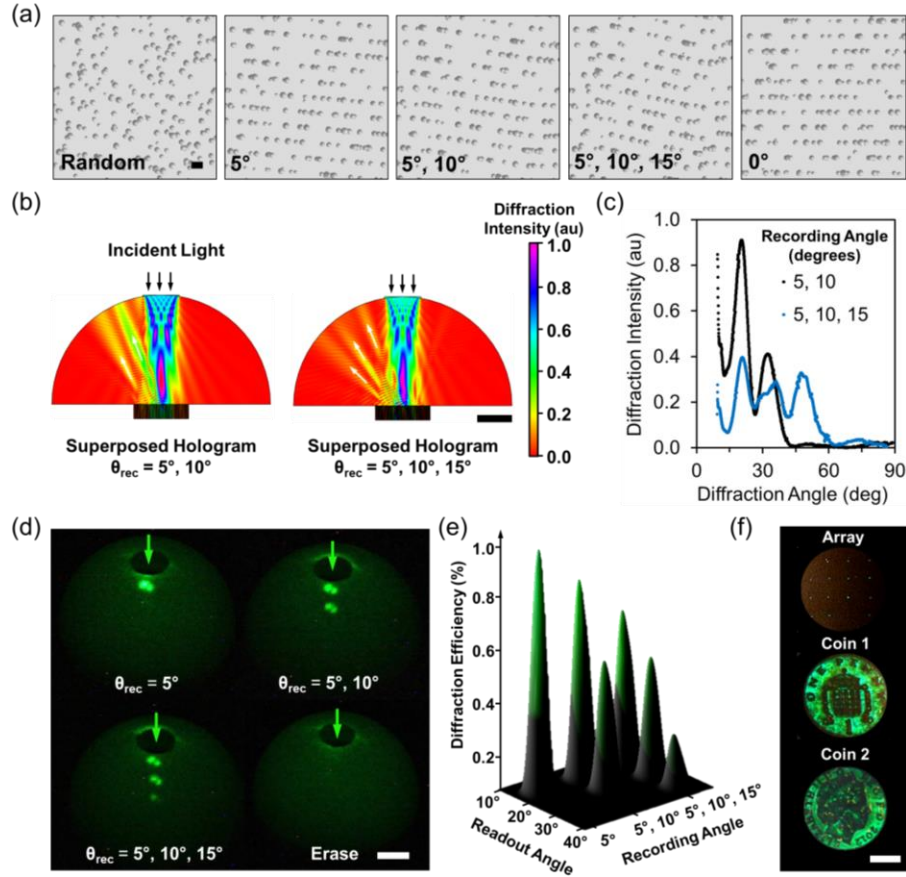 (a)
Random
5°
5°, 10°
5°, 10°, 15°
0°
(b)
Incident Light
Diffraction
Intensity (au)
1.0
0.8
0.6
0.4
0.2
0.0
Superposed Hologram
θrec = 5°, 10°
Superposed Hologram
θrec = 5°, 10°, 15°
(c)
Diffraction Intensity (au)
1.0
0.8
0.6
0.4
0.2
0.0
0
30
60
90
Diffraction Angle (deg)
Recording Angle
(degrees)
5, 10
5, 10, 15
(d)
θrec = 5°
θrec = 5°, 10°
θrec = 5°, 10°, 15°
Erase
(e)
Diffraction Efficiency (%)
1.0
0.8
0.6
0.4
0.2
10°
20°
30°
40°
Readout Angle
5°
5°, 10°
5°, 10°, 15°
Recording Angle
(f)
Array
Coin 1
Coin 2